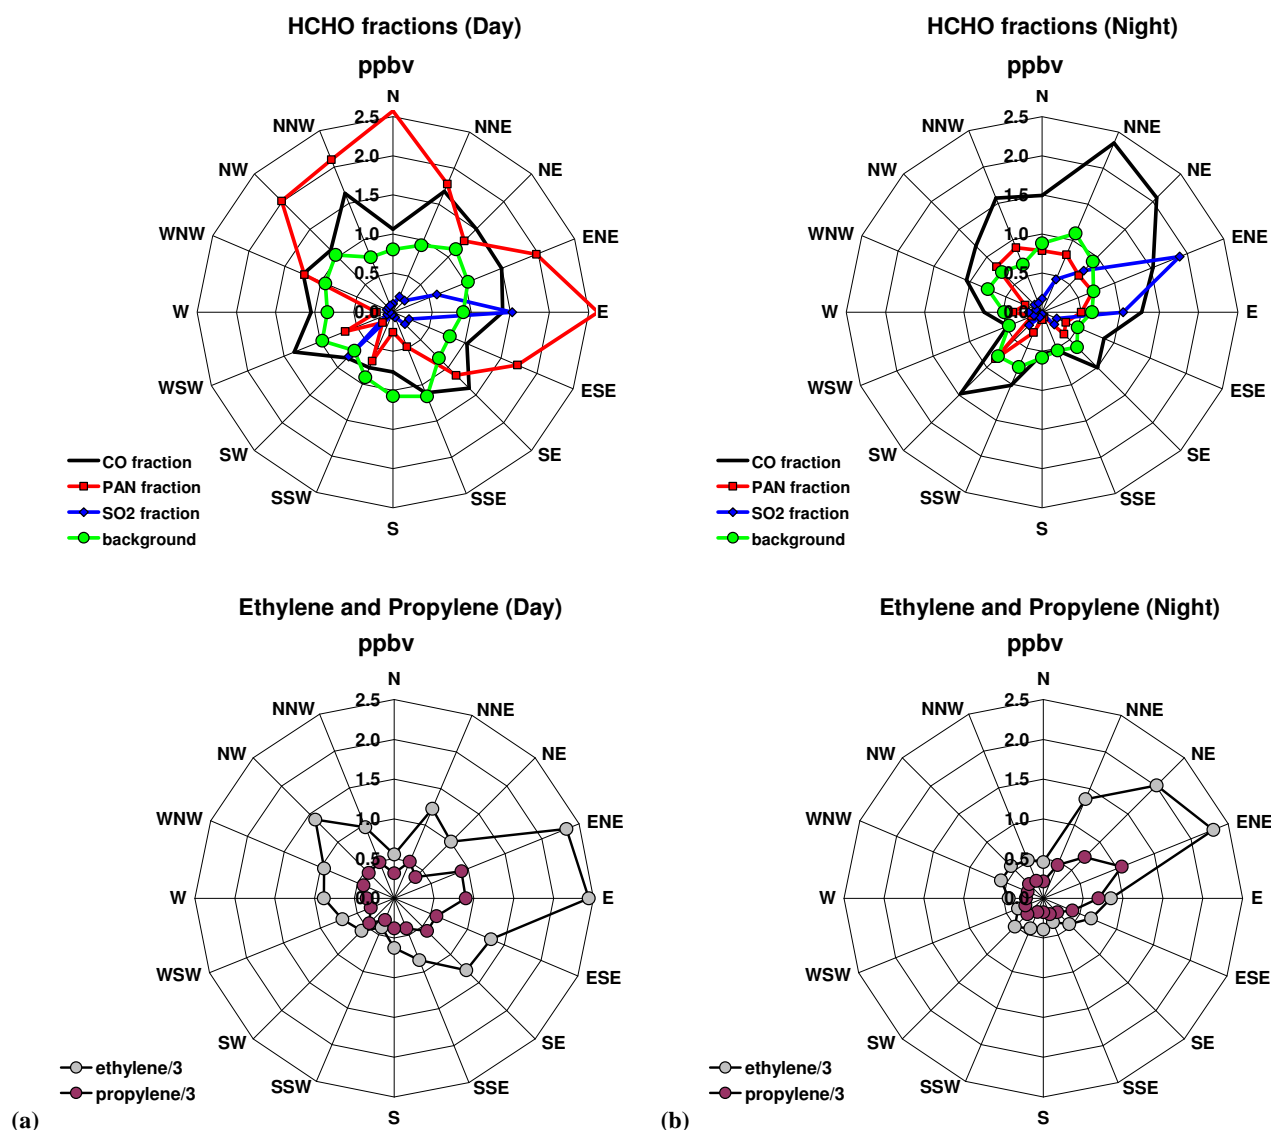 HCHO fractions (Day)
ppbv
N
NNE
NE
ENE
E
ESE
SE
SSE
S
SSW
SW
WSW
W
WNW
NW
NNW
2.5
2.0
1.5
1.0
0.5
0.0
CO fraction
PAN fraction
SO2 fraction
background
HCHO fractions (Night)
ppbv
N
NNE
NE
ENE
E
ESE
SE
SSE
S
SSW
SW
WSW
W
WNW
NW
NNW
2.5
2.0
1.5
1.0
0.5
0.0
CO fraction
PAN fraction
SO2 fraction
background
Ethylene and Propylene (Day)
ppbv
N
NNE
NE
ENE
E
ESE
SE
SSE
S
SSW
SW
WSW
W
WNW
NW
NNW
2.5
2.0
1.5
1.0
0.5
0.0
ethylene/3
propylene/3
(a)
Ethylene and Propylene (Night)
ppbv
N
NNE
NE
ENE
E
ESE
SE
SSE
S
SSW
SW
WSW
W
WNW
NW
NNW
2.5
2.0
1.5
1.0
0.5
0.0
ethylene/3
propylene/3
(b)